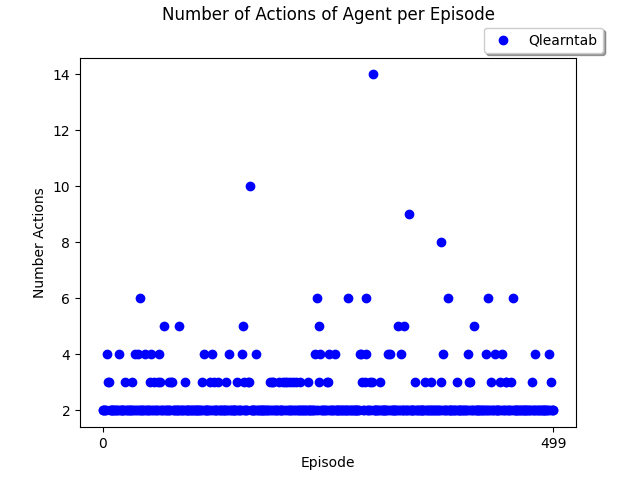 Number of Actions of Agent per Episode
Qlearntab
14
12
10
8
6
4
2
Number Actions
0
499
Episode